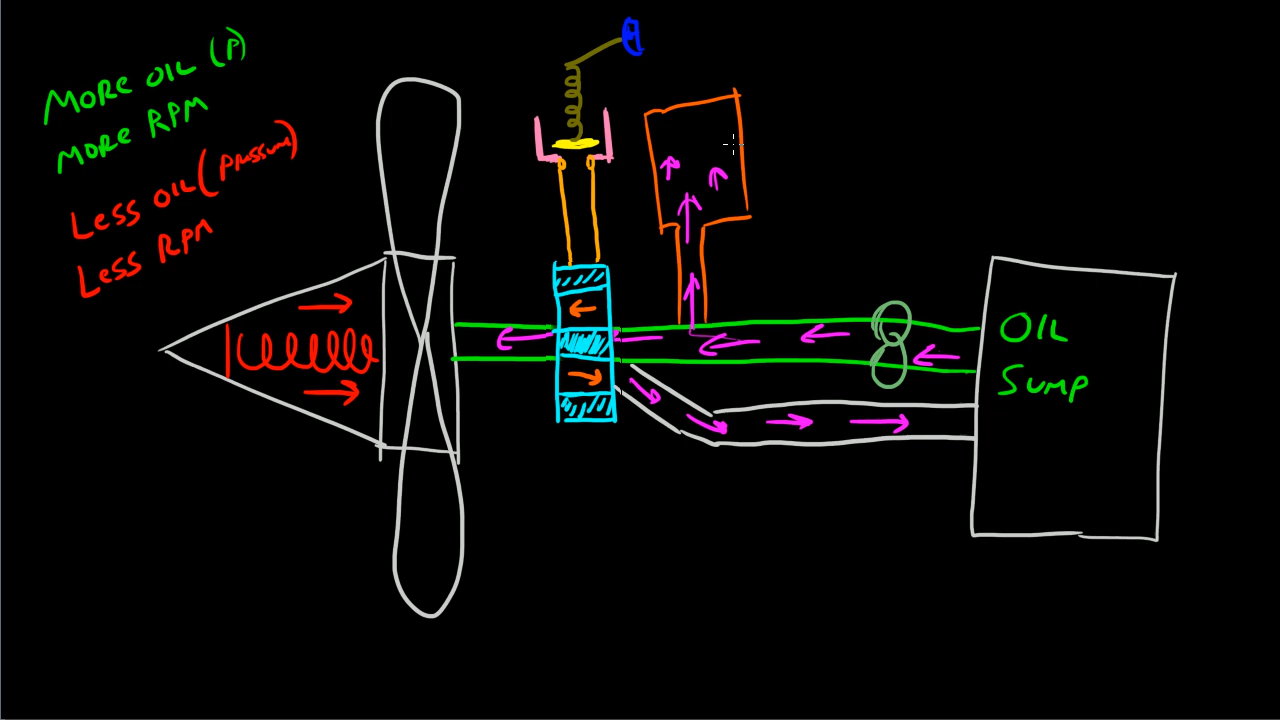 MORE OIL (P)
MORE RPM
LESS OIL (PRESSURE)
LESS RPM
OIL
SUMP